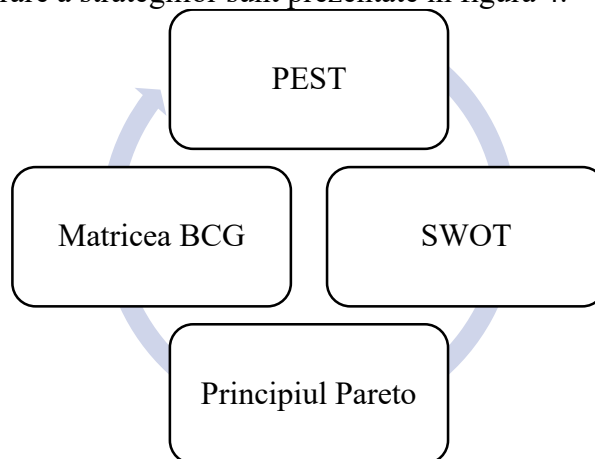 a strategiilor sunt prezentate în figura 4.
PEST
Matricea BCG
SWOT
Principiul Pareto